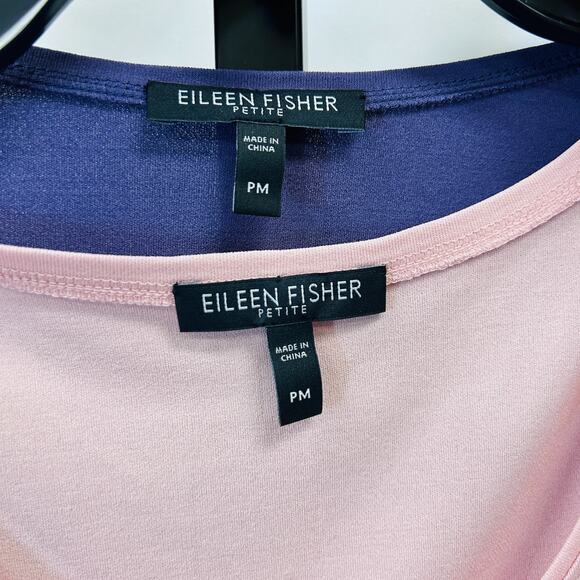 EILEEN FISHER
PETITE
MADE IN
CHINA
PM
EILEEN FISHER
PETITE
MADE IN
CHINA
PM